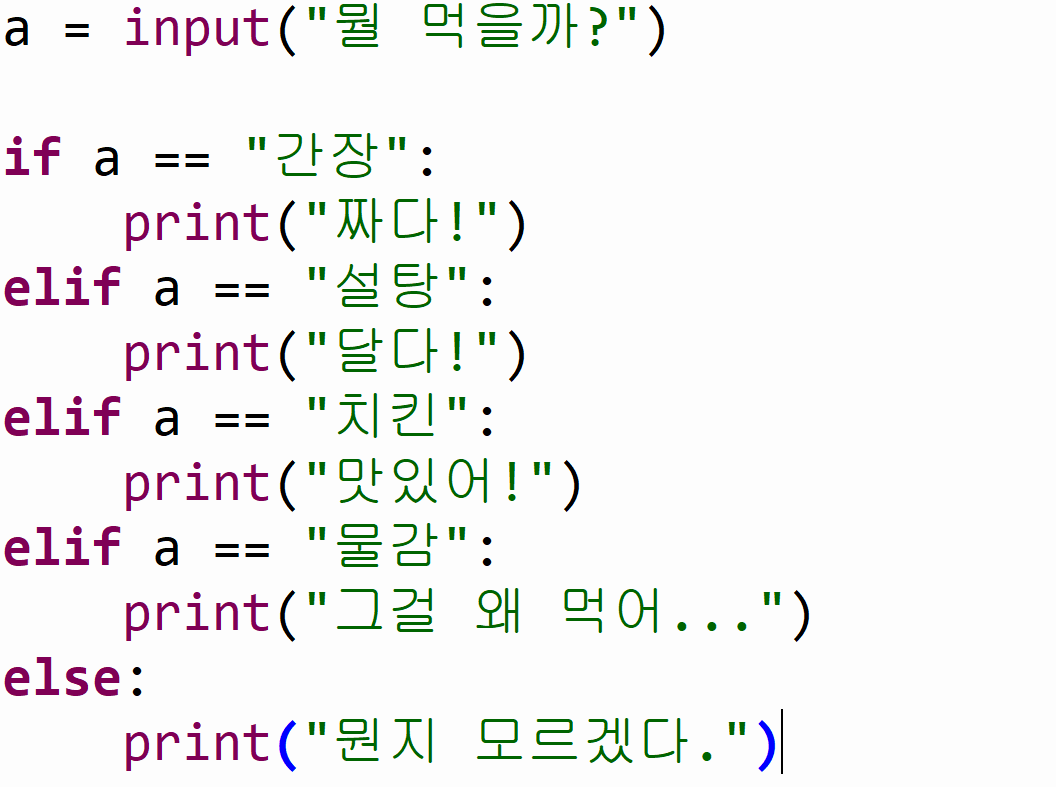 a = input("뭘 먹을까?")

if a == "간장":
    print("짜다!")
elif a == "설탕":
    print("달다!")
elif a == "치킨":
    print("맛있어!")
elif a == "물감":
    print("그걸 왜 먹어...")
else:
    print("뭔지 모르겠다.")